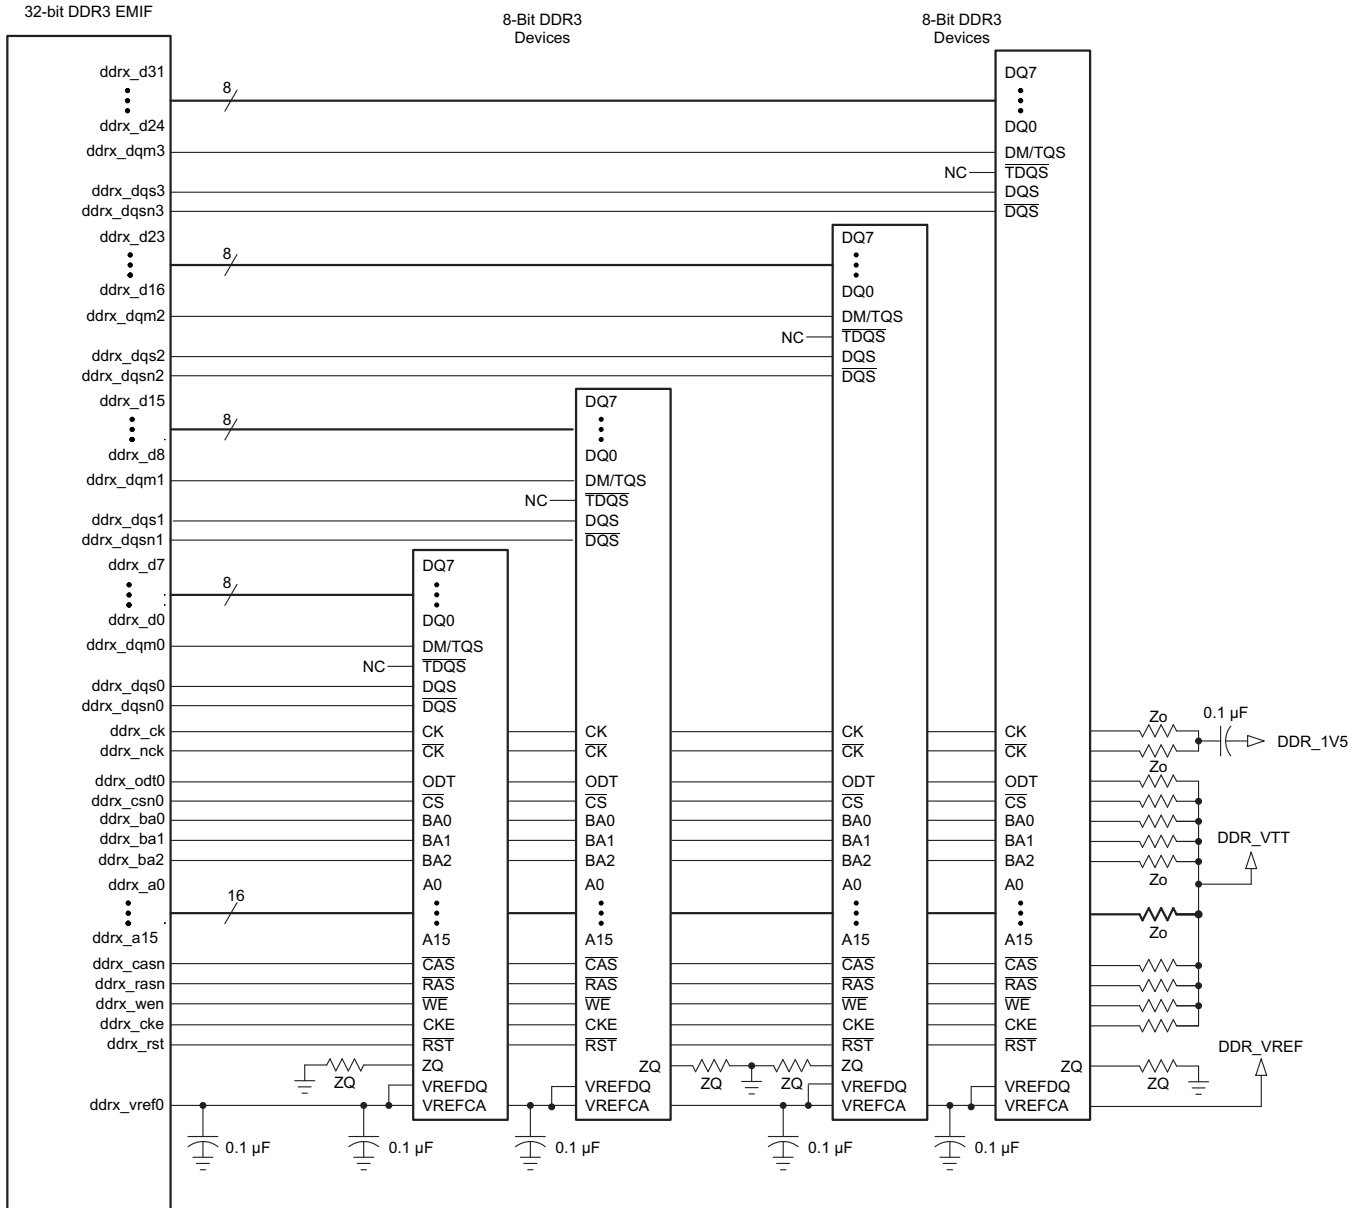 32-bit DDR3 EMIF
8-Bit DDR3
Devices
8-Bit DDR3
Devices
ddrx_d31
8
DQ7
ddrx_d24
DQ0
ddrx_dqm3
DM/TQS
NC
TDQS
ddrx_dqs3
DQS
ddrx_dqsn3
DQS
ddrx_d23
8
DQ7
ddrx_d16
DQ0
ddrx_dqm2
DM/TQS
NC
TDQS
ddrx_dqs2
DQS
ddrx_dqsn2
DQS
ddrx_d15
8
DQ7
ddrx_d8
DQ0
ddrx_dqm1
DM/TQS
NC
TDQS
ddrx_dqs1
DQS
ddrx_dqsn1
DQS
ddrx_d7
8
DQ7
ddrx_d0
DQ0
ddrx_dqm0
DM/TQS
NC
TDQS
ddrx_dqs0
DQS
ddrx_dqsn0
DQS
Zo
0.1 µF
ddrx_ck
CK
CK
CK
CK
DDR_1V5
ddrx_nck
CK
CK
CK
CK
Zo
ddrx_odt0
ODT
ODT
ODT
ODT
ddrx_csn0
CS
CS
CS
CS
ddrx_ba0
BA0
BA0
BA0
BA0
ddrx_ba1
BA1
BA1
BA1
BA1
DDR_VTT
ddrx_ba2
BA2
BA2
BA2
BA2
Zo
ddrx_a0
16
A0
A0
A0
A0
Zo
ddrx_a15
A15
A15
A15
A15
ddrx_casn
CAS
CAS
CAS
CAS
ddrx_rasn
RAS
RAS
RAS
RAS
ddrx_wen
WE
WE
WE
WE
ddrx_cke
CKE
CKE
CKE
CKE
ddrx_rst
RST
RST
RST
RST
DDR_VREF
ZQ
ZQ
ZQ
ZQ
ZQ
ZQ
ZQ
ZQ
VREFDQ
VREFDQ
VREFDQ
VREFDQ
ddrx_vref0
VREFCA
VREFCA
VREFCA
VREFCA
0.1 µF
0.1 µF
0.1 µF
0.1 µF
0.1 µF